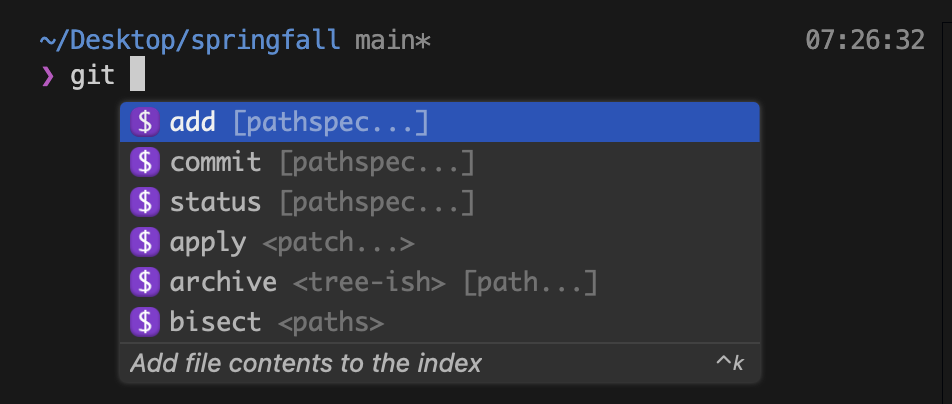 ~/Desktop/springfall main* 07:26:32
❯ git
$ add [pathspec...]
$ commit [pathspec...]
$ status [pathspec...]
$ apply <patch...>
$ archive <tree-ish> [path...]
$ bisect <paths>
Add file contents to the index ^k